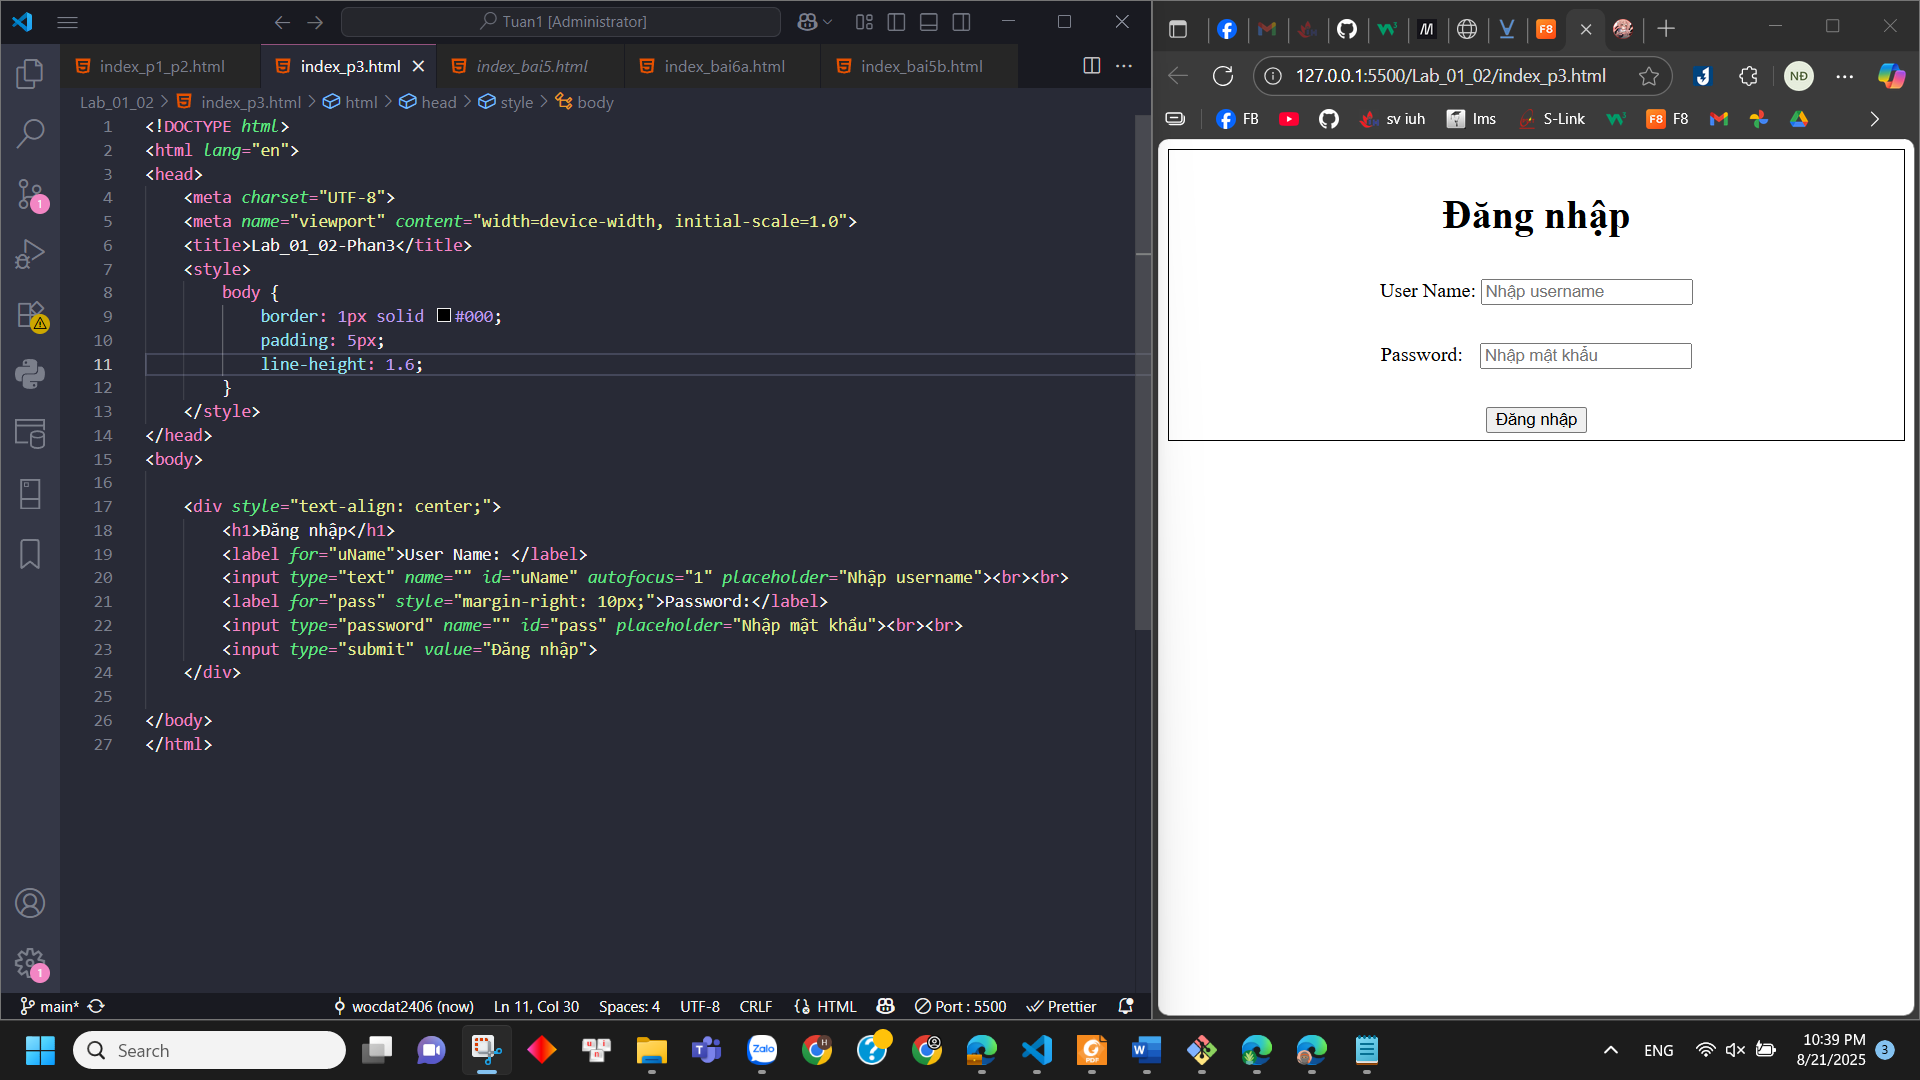 Tuan1 [Administrator]
index_p1_p2.html
index_p3.html
index_bai5.html
index_bai6a.html
index_bai5b.html
Lab_01_02 > index_p3.html > html > head > style > body
1 <!DOCTYPE html>
2 <html lang="en">
3 <head>
4 <meta charset="UTF-8">
5 <meta name="viewport" content="width=device-width, initial-scale=1.0">
6 <title>Lab_01_02-Phan3</title>
7 <style>
8 body {
9 border: 1px solid #000;
10 padding: 5px;
11 line-height: 1.6;
12 }
13 </style>
14 </head>
15 <body>
16
17 <div style="text-align: center;">
18 <h1>Đăng nhập</h1>
19 <label for="uName">User Name: </label>
20 <input type="text" name="" id="uName" autofocus="1" placeholder="Nhập username"><br><br>
21 <label for="pass" style="margin-right: 10px;">Password:</label>
22 <input type="password" name="" id="pass" placeholder="Nhập mật khẩu"><br><br>
23 <input type="submit" value="Đăng nhập">
24 </div>
25
26 </body>
27 </html>
1
1
main*
wocdat2406 (now)
Ln 11, Col 30
Spaces: 4
UTF-8
CRLF
HTML
Port : 5500
Prettier
F8
127.0.0.1:5500/Lab_01_02/index_p3.html
NĐ
FB
sv iuh
lms
S-Link
F8
F8
Đăng nhập
User Name: Nhập username
Password: Nhập mật khẩu
Đăng nhập
Search
Zalo
H
PDF
ENG
10:39 PM
8/21/2025
3